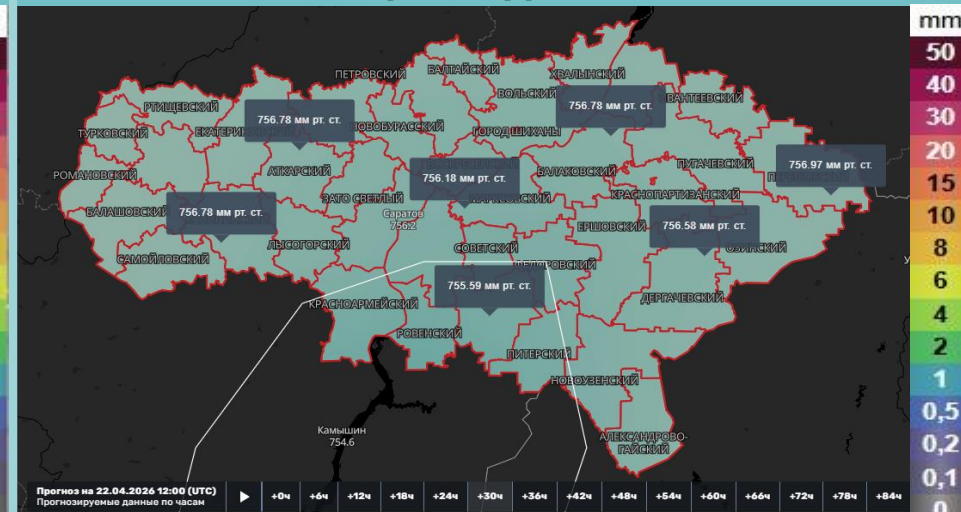 mm
50
40
30
20
15
10
8
6
4
2
1
0,5
0,2
0,1
0
ПЕТРОВСКИЙ
БАЛТАЙСКИЙ
ХВАЛЫНСКИЙ
ВОЛЬСКИЙ
РТИЩЕВСКИЙ
756.78 мм рт. ст.
756.78 мм рт. ст.
ТУРКОВСКИЙ
ГОРОД ШИХАНЫ
756.97 мм рт. ст.
РОМАНОВСКИЙ
АТКАРСКИЙ
756.18 мм рт. ст.
БАЛАКОВСКИЙ
ПУГАЧЕВСКИЙ
ЗАТО СВЕТЛЫЙ
КРАСНОПАРТИЗАНСКИЙ
БАЛАШОВСКИЙ
756.78 мм рт. ст.
Саратов
756.2
ЕРШОВСКИЙ
756.58 мм рт. ст.
САМОЙЛОВСКИЙ
ЛЫСОГОРСКИЙ
СОВЕТСКИЙ
ФЕДОРОВСКИЙ
755.59 мм рт. ст.
КРАСНОАРМЕЙСКИЙ
ДЕРГАЧЕВСКИЙ
РОВЕНСКИЙ
ПИТЕРСКИЙ
НОВОУЗЕНСКИЙ
Камышин
754.6
АЛЕКСАНДРОВО-
ГАЙСКИЙ
Прогноз на 22.04.2026 12:00 (UTC)
Прогнозируемые данные по часам
+0ч +6ч +12ч +18ч +24ч +30ч +36ч +42ч +48ч +54ч +60ч +66ч +72ч +78ч +84ч